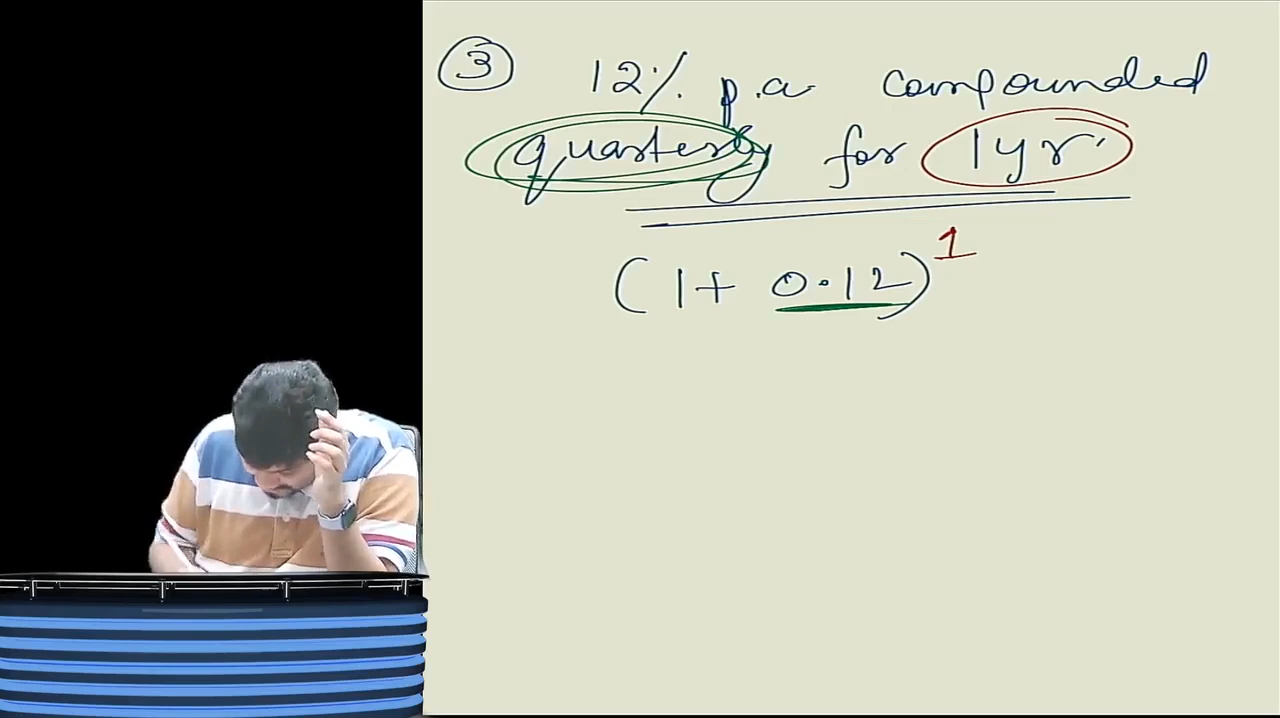 ③ 12% p.a compounded
quarterly for 1yr.
(1+ 0.12)^1